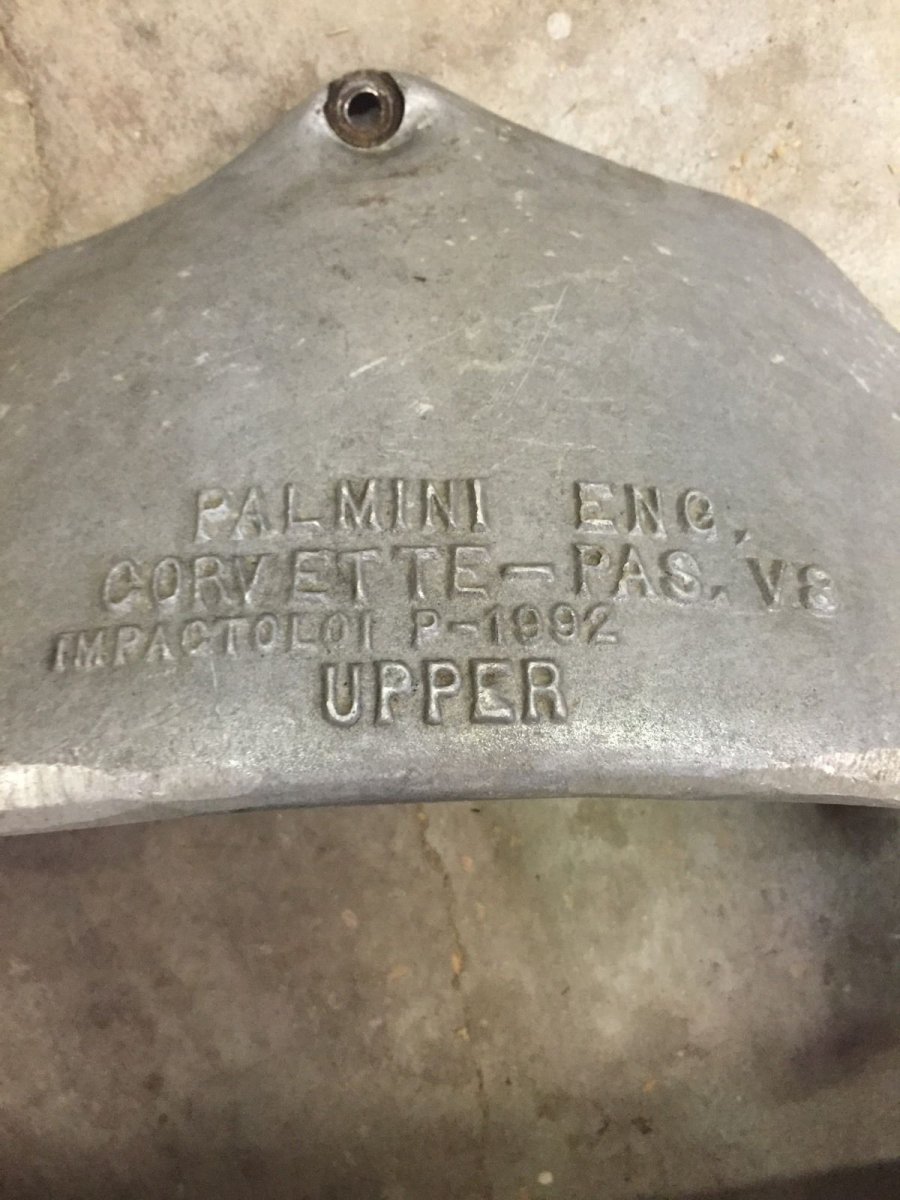 PALMINI ENG.
CORVETTE-PAS. V8
IMPACTOLOI P-1992
UPPER